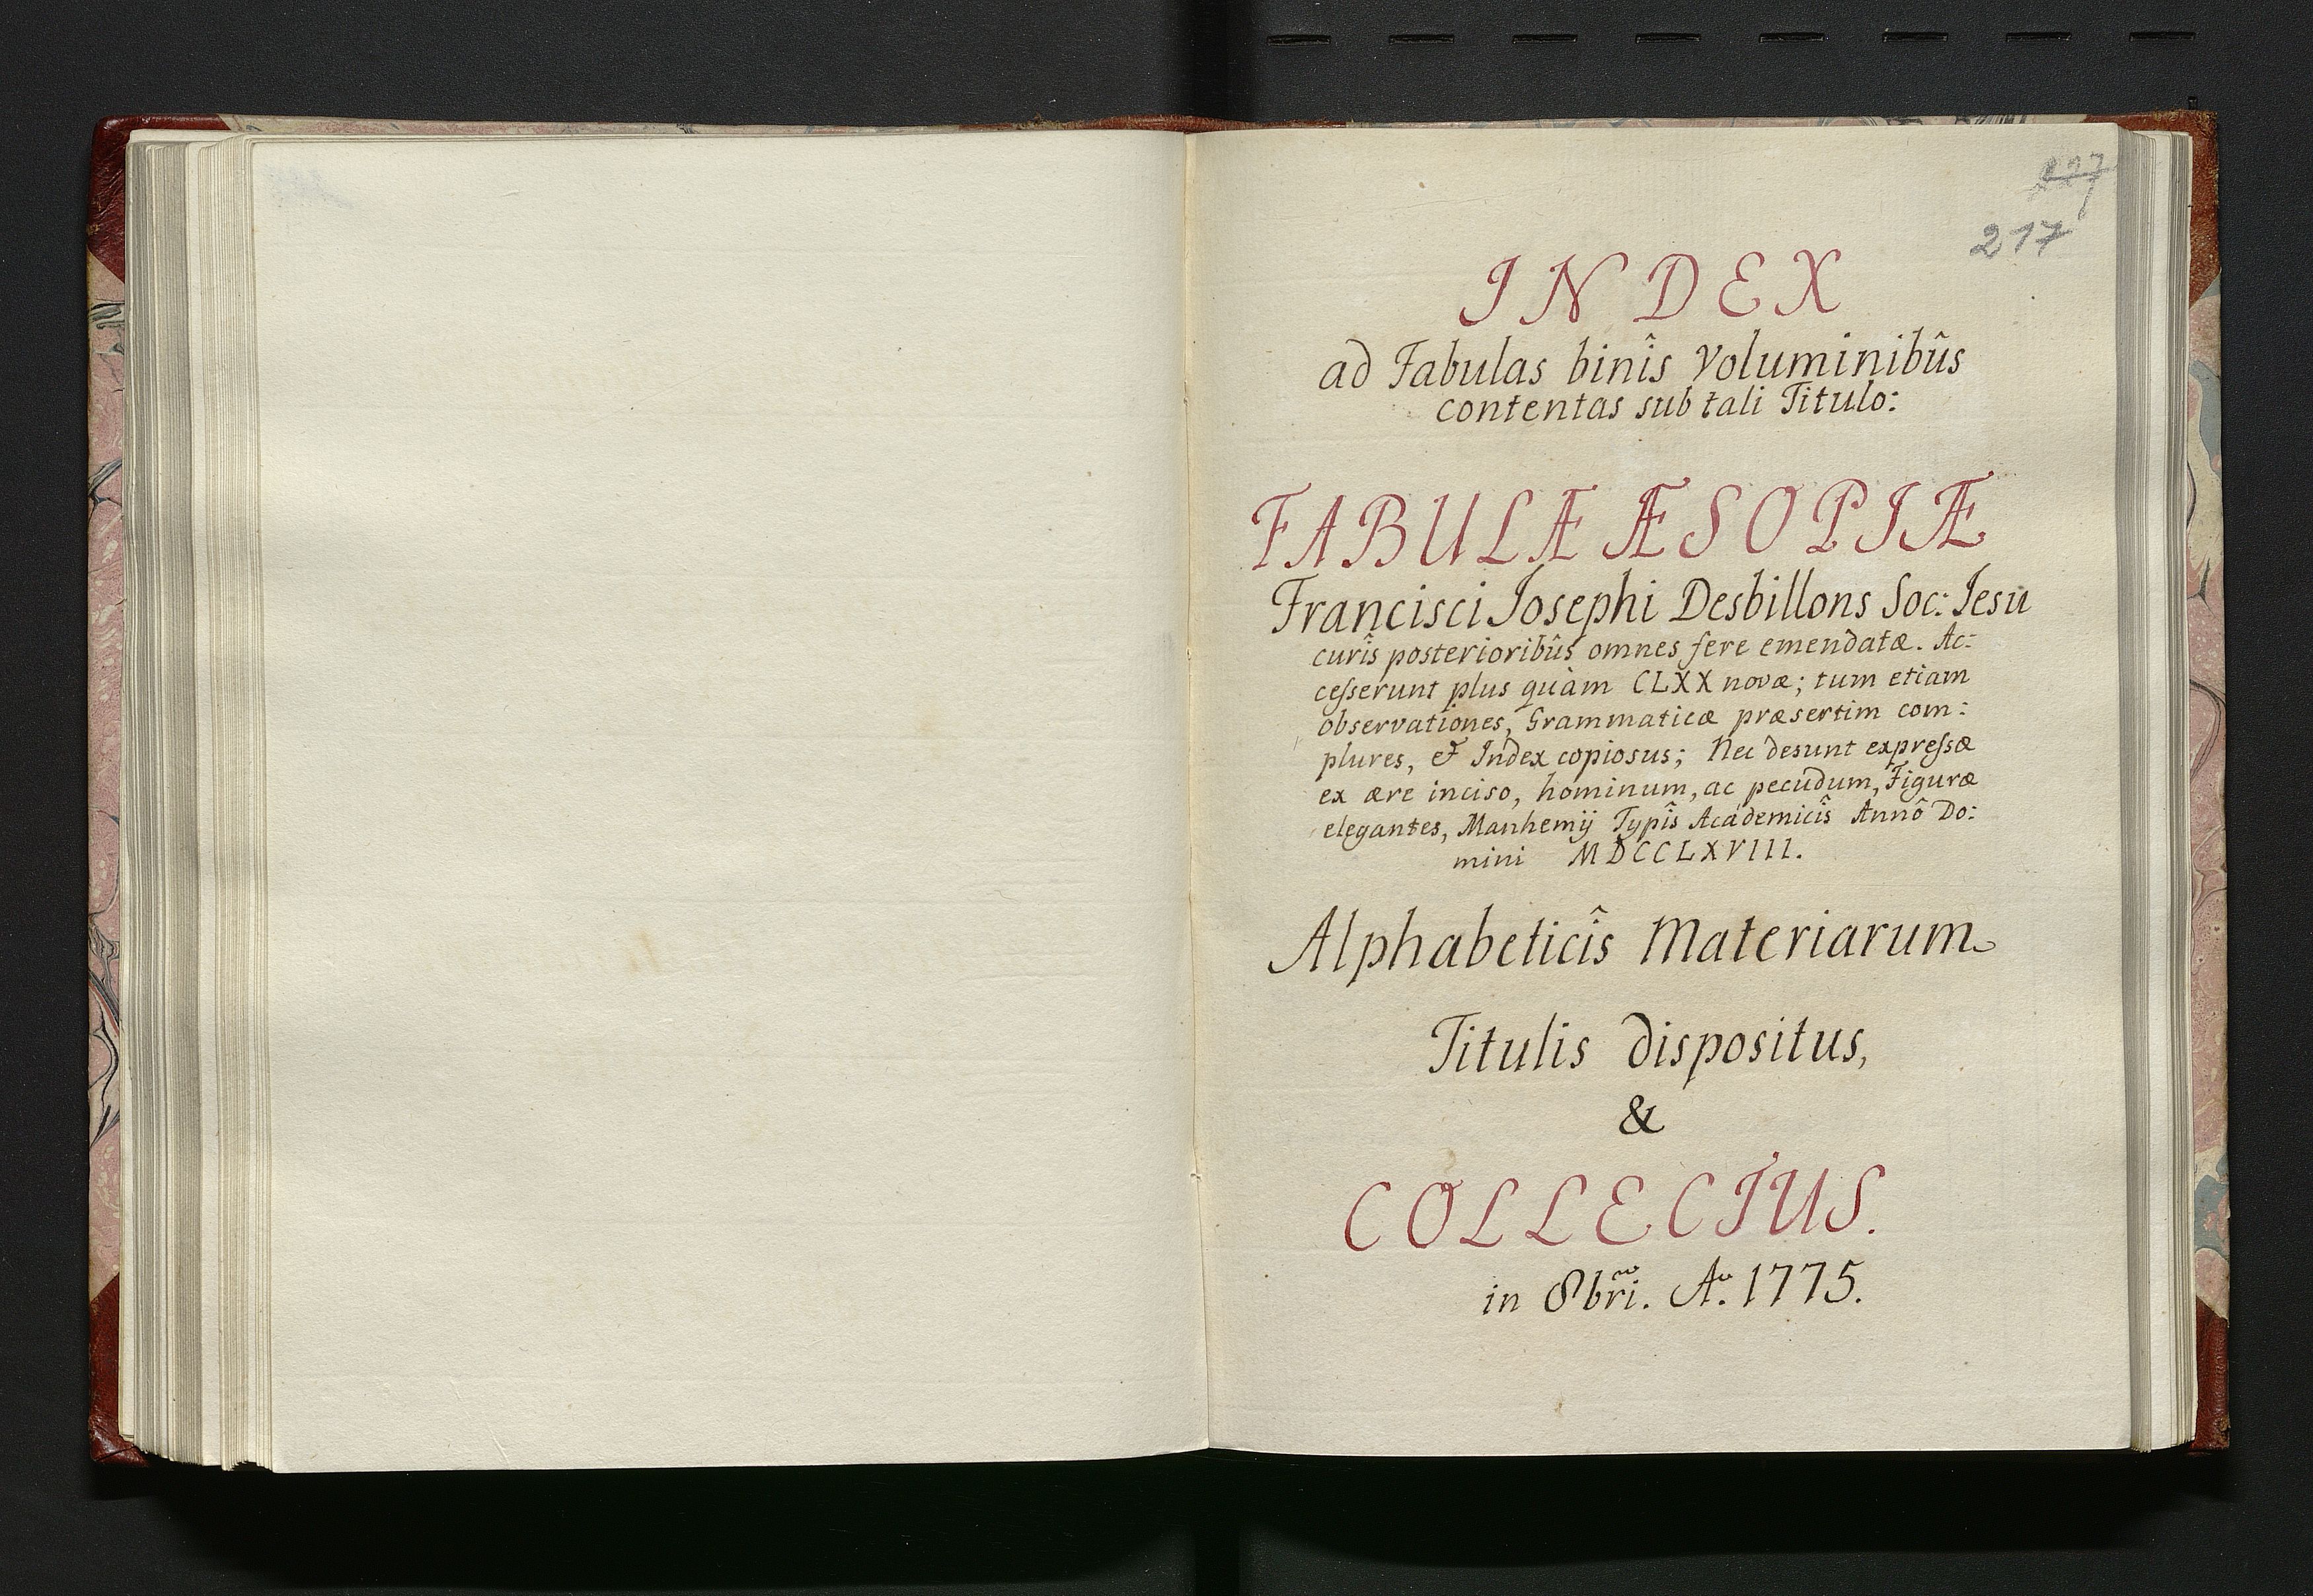 217
INDEX
ad Fabulas binîs Voluminibûs
contentas sub tali Titulo:
FABULÆ ÆSOPIÆ
Francisci Josephi Desbillons Soc: Jesu
curîs posterioribûs omnes fere emendatæ. Ac=
ceſserunt plus quàm CLXX novæ; tum etiam
observationes, Grammaticæ præsertim com=
plures, et Index copiosus; Nec desunt expreſsæ
ex ære inciso, hominum, ac pecudum, Figuræ
elegantes, Manhemij Typîs Academicîs Annô Do=
mini MDCCLXVIII.
Alphabeticîs Materiarum
Titulis dispositus,
&
COLLECTUS.
in 8bri. Ao. 1775.